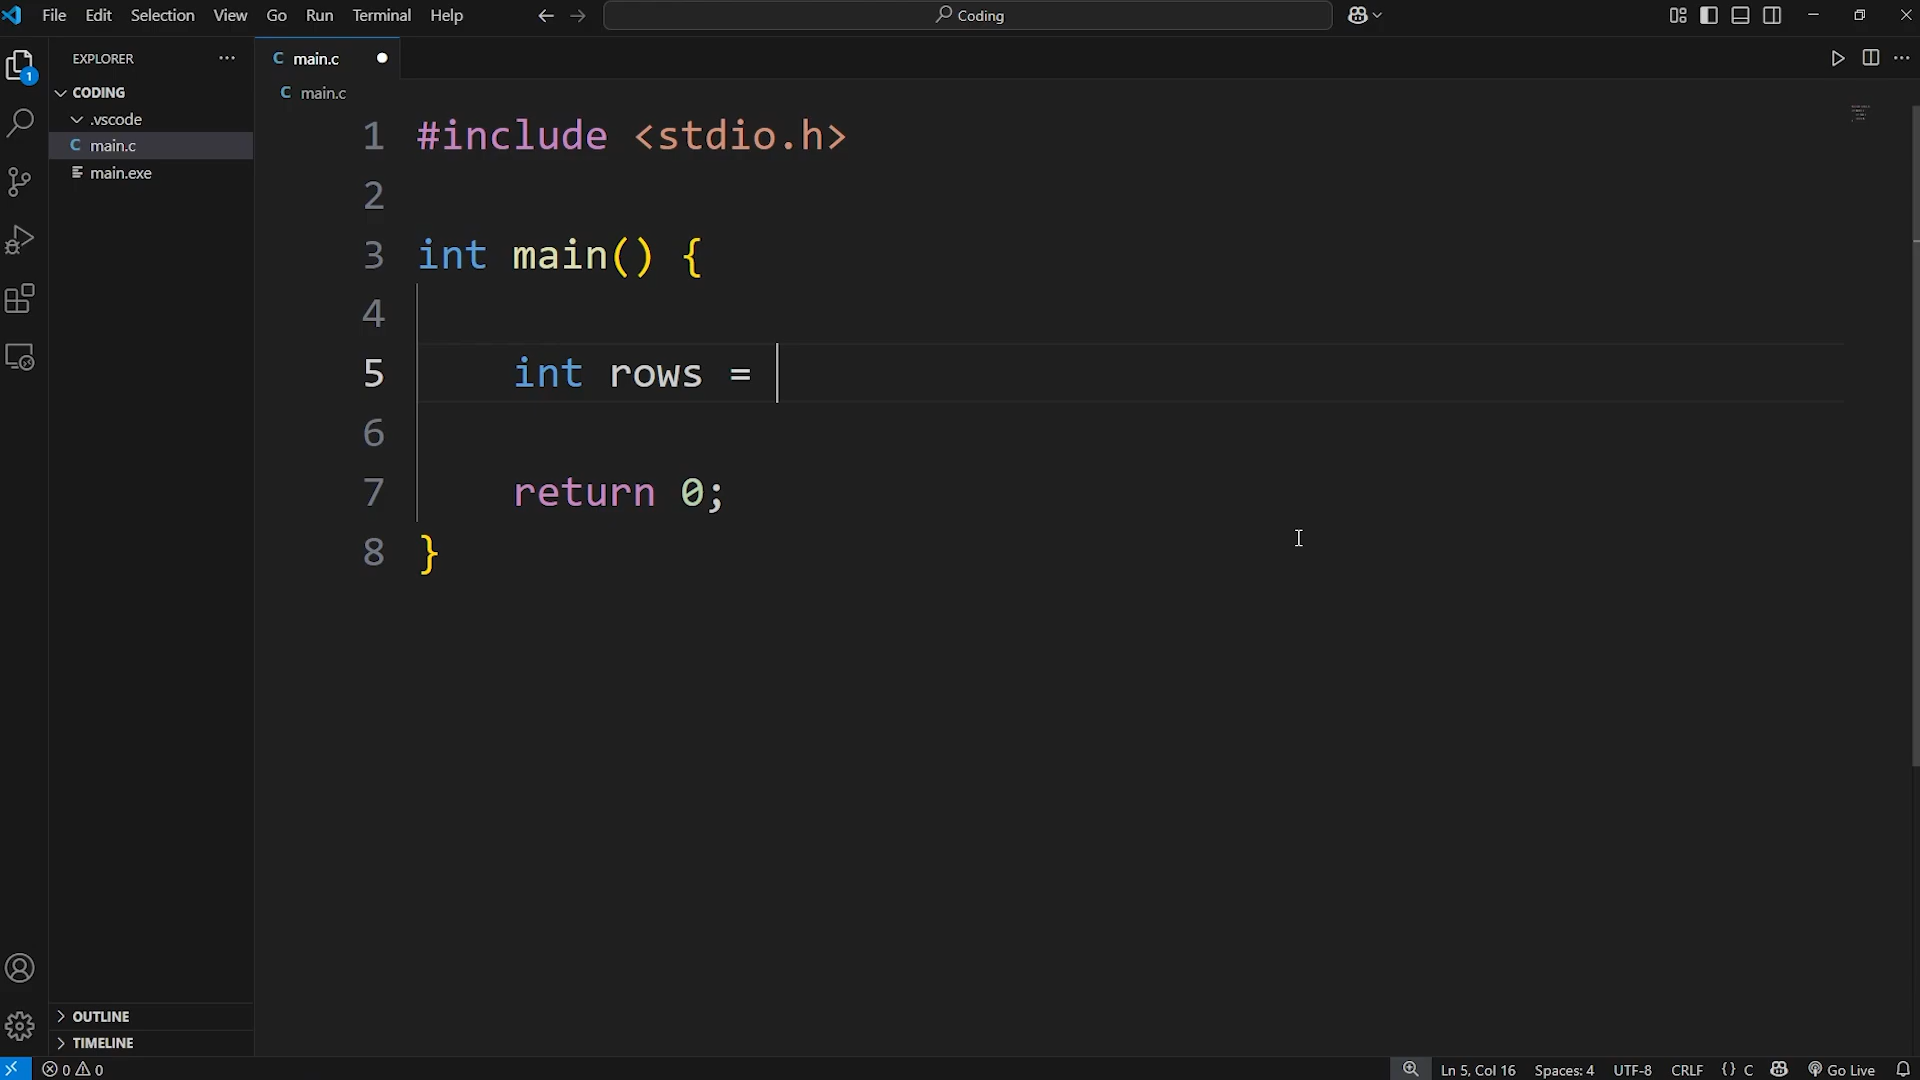 File Edit Selection View Go Run Terminal Help
Coding
EXPLORER
CODING
.vscode
C main.c
main.exe
OUTLINE
TIMELINE
1
C main.c
C main.c
1 #include <stdio.h>
2
3 int main() {
4
5     int rows =
6
7     return 0;
8 }
0 0
Ln 5, Col 16 Spaces: 4 UTF-8 CRLF {} C Go Live